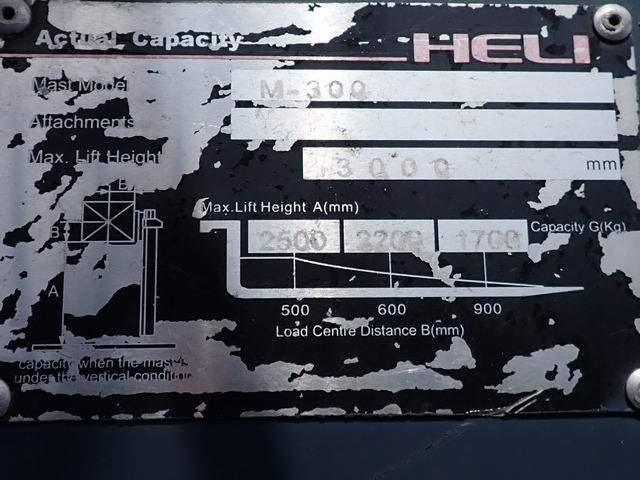 Actual Capacity HELI
Mast Model M-300
Attachments
Max. Lift Height 3000 mm
Max.Lift Height A(mm)
B
B 2500 2200 1700 Capacity G(Kg)
A
500 600 900
Load Centre Distance B(mm)
capacity when the mast
under the vertical condition